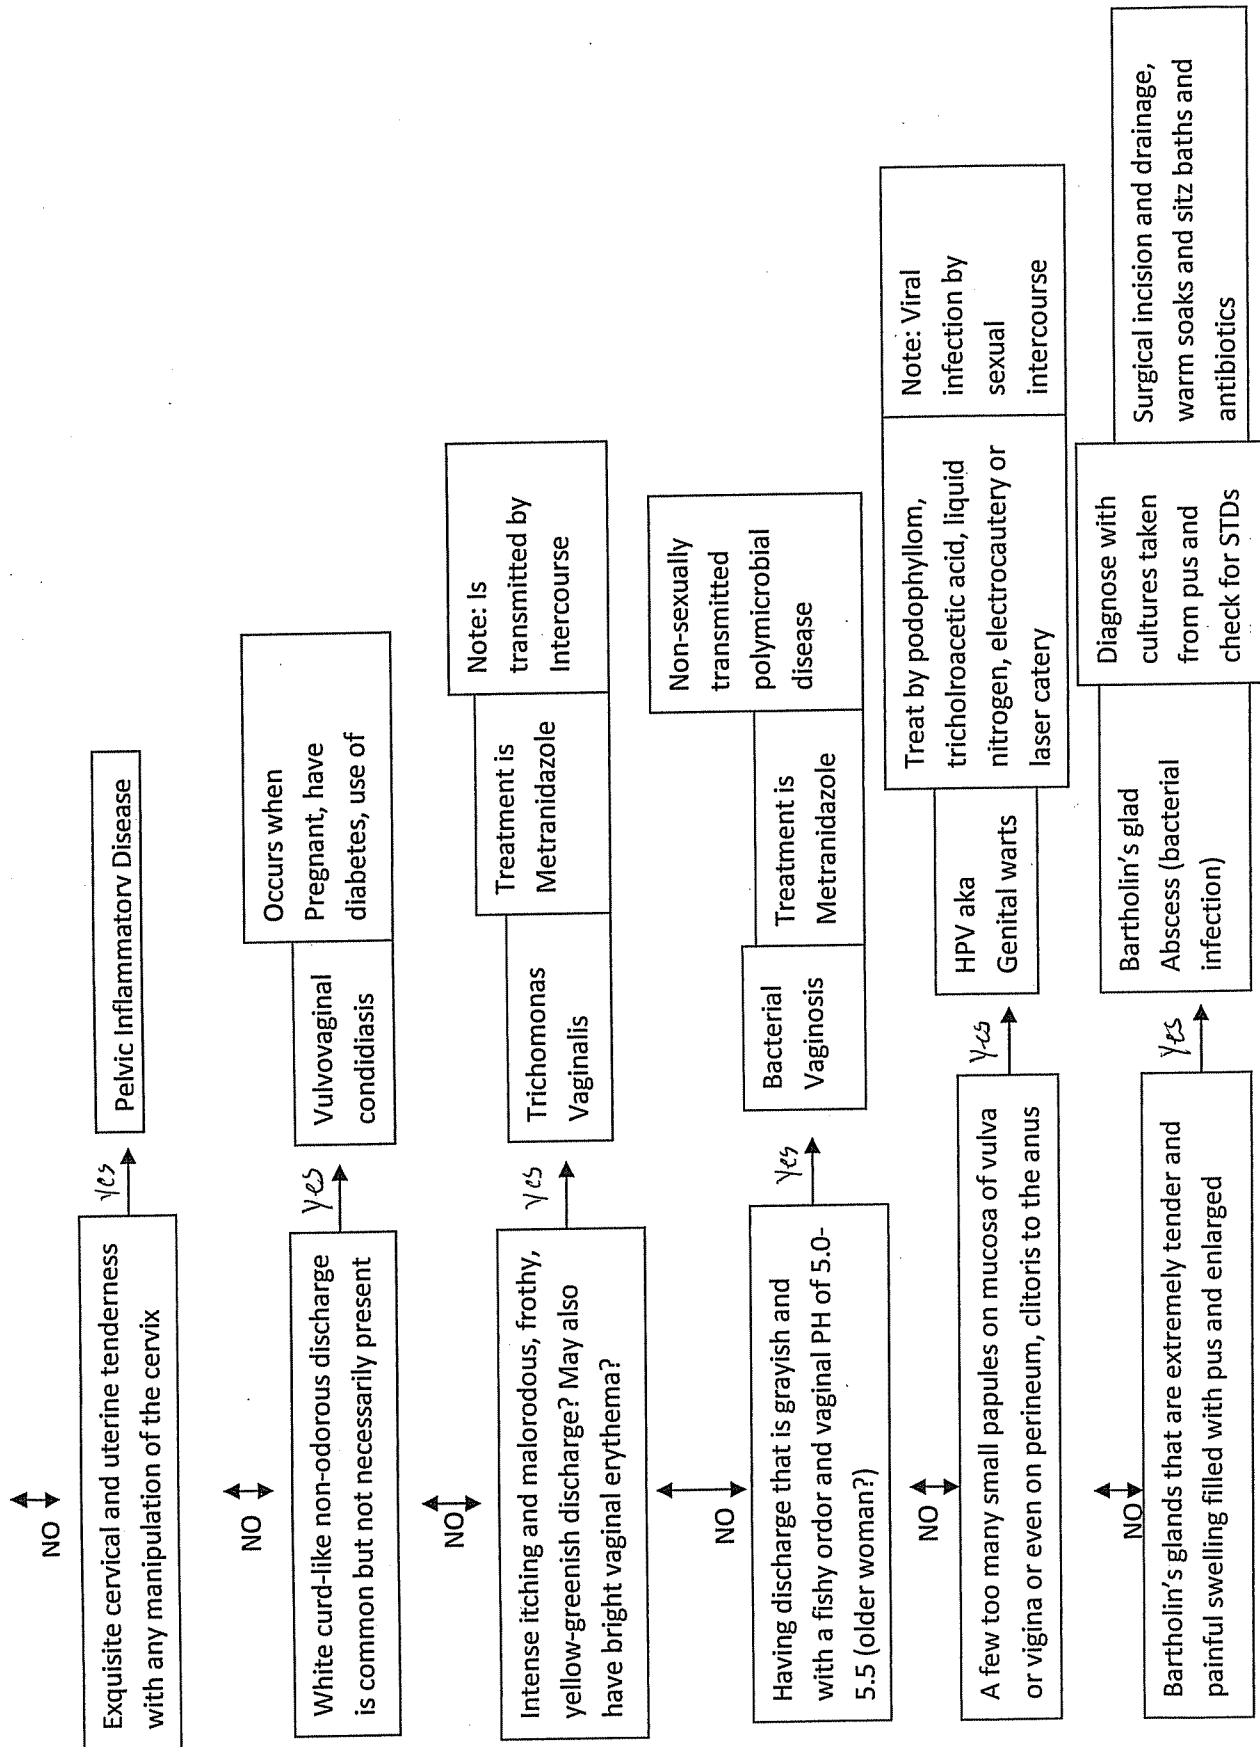 NO
Exquisite cervical and uterine tenderness
with any manipulation of the cervix
yes
Pelvic Inflammatory Disease
NO
White curd-like non-odorous discharge
is common but not necessarily present
yes
Vulvovaginal
condidiasis
Occurs when
Pregnant, have
diabetes, use of
NO
Intense itching and malorodous, frothy,
yellow-greenish discharge? May also
have bright vaginal erythema?
yes
Trichomonas
Vaginalis
Treatment is
Metranidazole
Note: Is
transmitted by
Intercourse
NO
Having discharge that is grayish and
with a fishy ordor and vaginal PH of 5.0-
5.5 (older woman?)
yes
Bacterial
Vaginosis
Treatment is
Metranidazole
Non-sexually
transmitted
polymicrobial
disease
NO
A few too many small papules on mucosa of vulva
or vigina or even on perineum, clitoris to the anus
yes
HPV aka
Genital warts
Treat by podophyllom,
tricholroacetic acid, liquid
nitrogen, electrocautery or
laser catery
Note: Viral
infection by
sexual
intercourse
NO
Bartholin's glands that are extremely tender and
painful swelling filled with pus and enlarged
yes
Bartholin's glad
Abscess (bacterial
infection)
Diagnose with
cultures taken
from pus and
check for STDs
Surgical incision and drainage,
warm soaks and sitz baths and
antibiotics